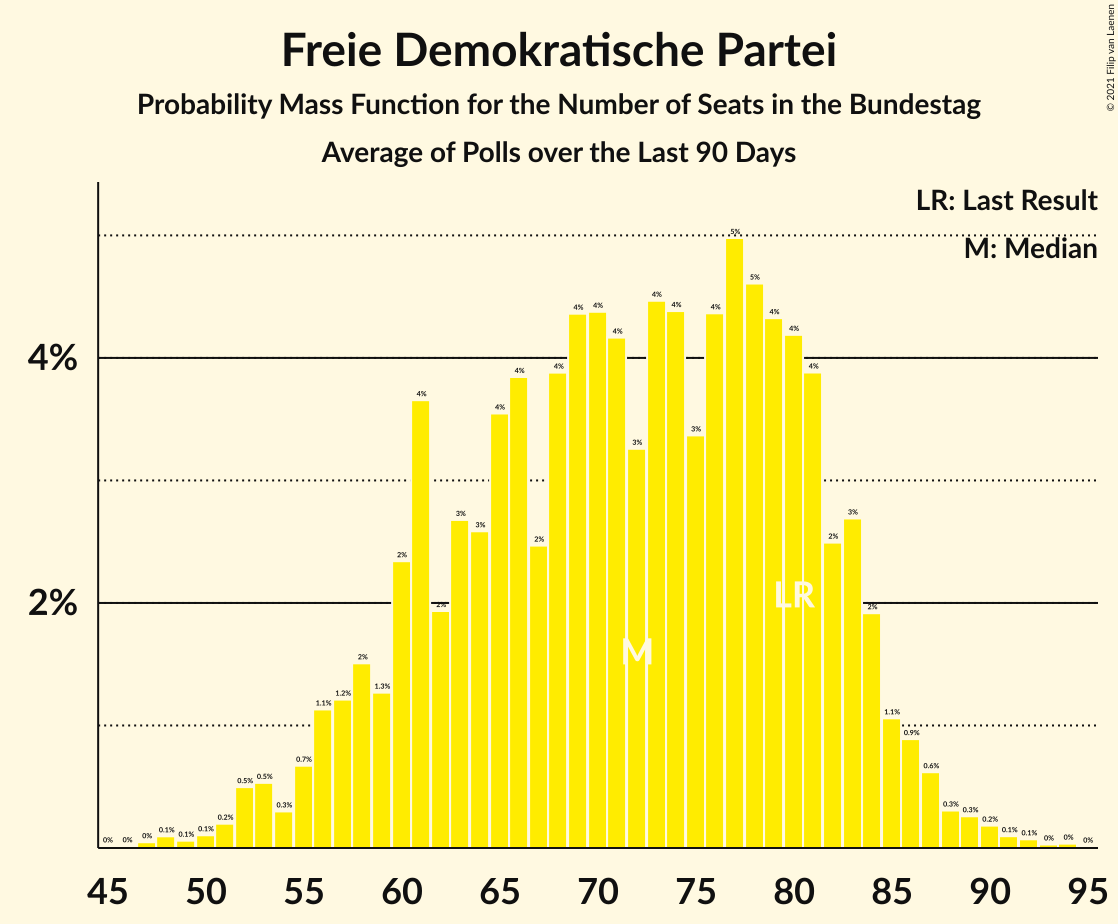 Freie Demokratische Partei
Probability Mass Function for the Number of Seats in the Bundestag
Average of Polls over the Last 90 Days
© 2021 Filip van Laenen
LR: Last Result
M: Median
4%
2%
0% 0% 0% 0.1% 0.1% 0.1% 0.2% 0.5% 0.5% 0.3% 0.7% 1.1% 1.2% 2% 1.3% 2% 4% 2% 3% 3% 4% 4% 2% 4% 4% 4% 4% 3% 4% 4% 3% 4% 5% 5% 4% 4% 4% 2% 3% 2% 1.1% 0.9% 0.6% 0.3% 0.3% 0.2% 0.1% 0.1% 0% 0% 0%
LR
M
45 50 55 60 65 70 75 80 85 90 95